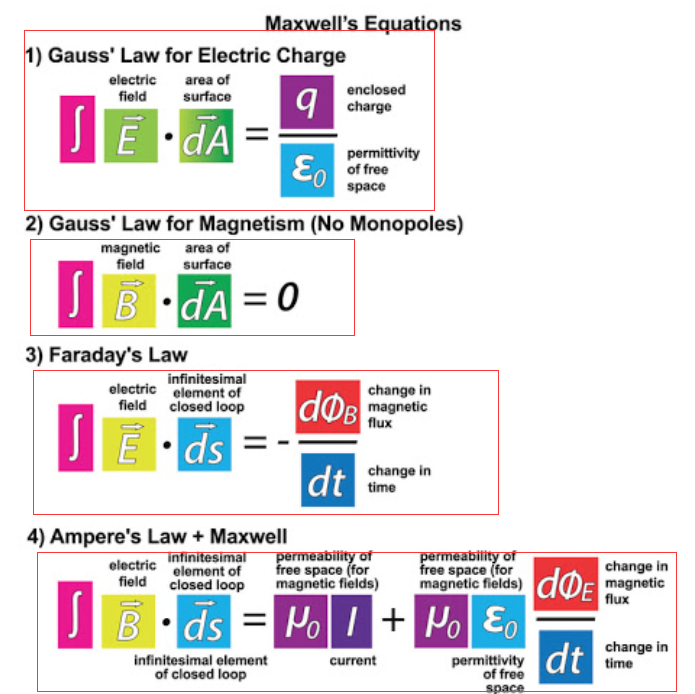 Maxwell's Equations
1) Gauss' Law for Electric Charge
electric field
area of surface
∫ E⃗ · dA⃗ = q / ε₀
enclosed charge
permittivity of free space
2) Gauss' Law for Magnetism (No Monopoles)
magnetic field
area of surface
∫ B⃗ · dA⃗ = 0
3) Faraday's Law
electric field
infinitesimal element of closed loop
∫ E⃗ · ds⃗ = - dΦB / dt
change in magnetic flux
change in time
4) Ampere's Law + Maxwell
electric field
infinitesimal element of closed loop
permeability of free space (for magnetic fields)
permeability of free space (for magnetic fields)
∫ B⃗ · ds⃗ = μ₀ I + μ₀ ε₀ dΦE / dt
change in magnetic flux
change in time
infinitesimal element of closed loop
current
permittivity of free space